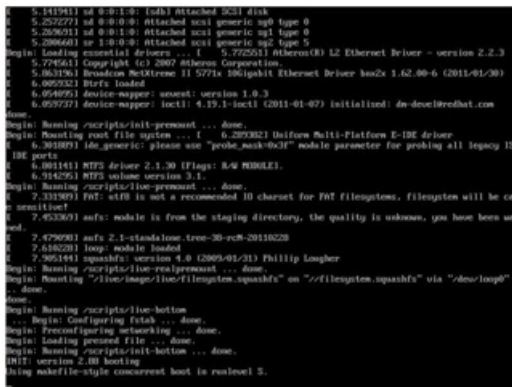 [    5.141941] sd 0:0:1:0: [sdb] Attached SCSI disk
[    5.257277] sd 0:0:0:0: Attached scsi generic sg0 type 0
[    5.269691] sd 0:0:1:0: Attached scsi generic sg1 type 0
[    5.280660] sr 1:0:0:0: Attached scsi generic sg2 type 5
Begin: Loading essential drivers ... [    5.772551] Atheros(R) L2 Ethernet Driver - version 2.2.3
[    5.774561] Copyright (c) 2007 Atheros Corporation.
[    5.863196] Broadcom NetXtreme II 5771x 10Gigabit Ethernet Driver bnx2x 1.62.00-6 (2011/01/30)
[    6.005932] Btrfs loaded
[    6.054095] device-mapper: uevent: version 1.0.3
[    6.059737] device-mapper: ioctl: 4.19.1-ioctl (2011-01-07) initialised: dm-devel@redhat.com
done.
Begin: Running /scripts/init-premount ... done.
Begin: Mounting root file system ... [    6.289382] Uniform Multi-Platform E-IDE driver
[    6.301889] ide_generic: please use "probe_mask=0x3f" module parameter for probing all legacy IS
IDE ports
[    6.801141] NTFS driver 2.1.30 [Flags: R/W MODULE].
[    6.914295] NTFS volume version 3.1.
Begin: Running /scripts/live-premount ... done.
[    7.331989] FAT: utf8 is not a recommended IO charset for FAT filesystems, filesystem will be ca
e sensitive!
[    7.453369] aufs: module is from the staging directory, the quality is unknown, you have been wa
ned.
[    7.479098] aufs 2.1-standalone.tree-38-rcN-20110228
[    7.610228] loop: module loaded
[    7.905144] squashfs: version 4.0 (2009/01/31) Phillip Lougher
Begin: Running /scripts/live-realpremount ... done.
Begin: Mounting "/live/image/live/filesystem.squashfs" on "//filesystem.squashfs" via "/dev/loop0"
... done.
done.
Begin: Running /scripts/live-bottom
... Begin: Configuring fstab ... done.
Begin: Preconfiguring networking ... done.
Begin: Loading preseed file ... done.
Begin: Running /scripts/init-bottom ... done.
INIT: version 2.88 booting
Using makefile-style concurrent boot in runlevel S.